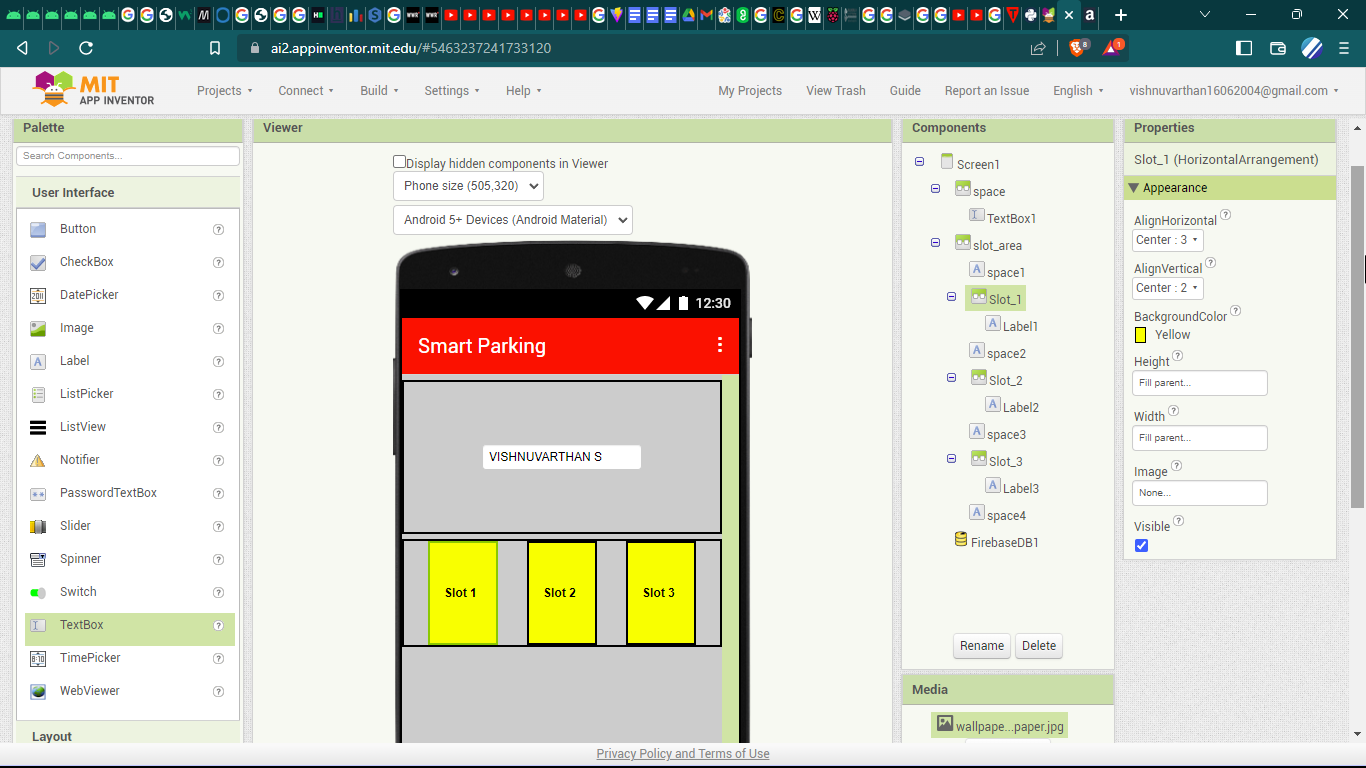 ai2.appinventor.mit.edu/#5463237241733120
8
1
MIT
APP INVENTOR
Projects
Connect
Build
Settings
Help
My Projects
View Trash
Guide
Report an Issue
English
vishnuvarthan16062004@gmail.com
Palette
Search Components...
User Interface
Button
CheckBox
DatePicker
Image
Label
ListPicker
ListView
Notifier
PasswordTextBox
Slider
Spinner
Switch
TextBox
TimePicker
WebViewer
Layout
Viewer
Display hidden components in Viewer
Phone size (505,320)
Android 5+ Devices (Android Material)
12:30
Smart Parking
VISHNUVARTHAN S
Slot 1 Slot 2 Slot 3
Components
Screen1
space
TextBox1
slot_area
space1
Slot_1
Label1
space2
Slot_2
Label2
space3
Slot_3
Label3
space4
FirebaseDB1
Rename Delete
Media
wallpape...paper.jpg
Properties
Slot_1 (HorizontalArrangement)
Appearance
AlignHorizontal
Center : 3
AlignVertical
Center : 2
BackgroundColor
Yellow
Height
Fill parent...
Width
Fill parent...
Image
None...
Visible
Privacy Policy and Terms of Use